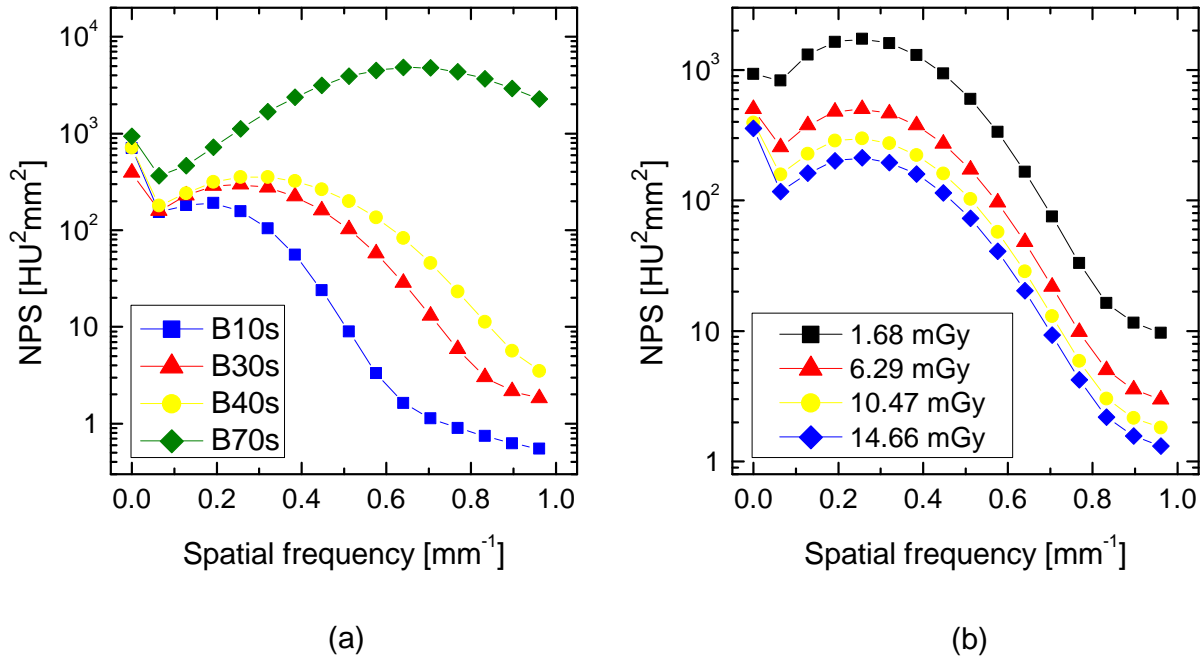 10⁴
10³
10²
10
1
NPS [HU²mm²]
B10s
B30s
B40s
B70s
0.0 0.2 0.4 0.6 0.8 1.0
Spatial frequency [mm⁻¹]
(a)
10³
10²
10
1
NPS [HU²mm²]
1.68 mGy
6.29 mGy
10.47 mGy
14.66 mGy
0.0 0.2 0.4 0.6 0.8 1.0
Spatial frequency [mm⁻¹]
(b)